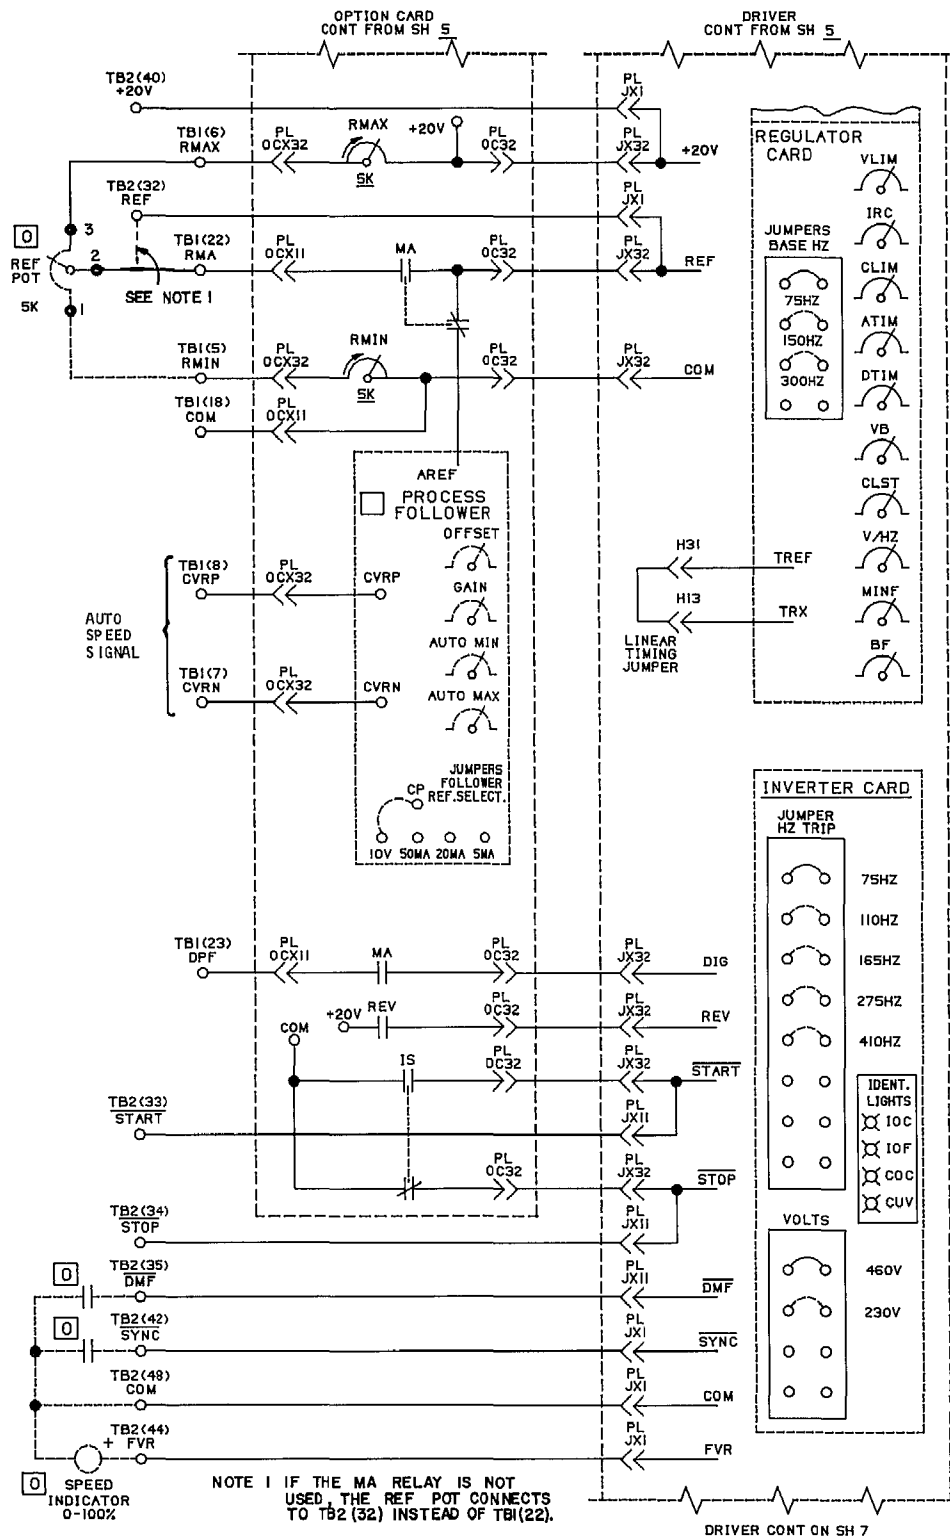 OPTION CARD
CONT FROM SH 5
DRIVER
CONT FROM SH 5
TB2(40)
+20V
PL
JX1
TB1(6)
RMAX
PL
OCX32
RMAX
5K
+20V
PL
OC32
PL
JX32
+20V
TB2(32)
REF
PL
JX1
O
REF
POT
5K
3
2
1
TB1(22)
RMA
SEE NOTE 1
PL
OCX11
MA
PL
OC32
PL
JX32
REF
TB1(5)
RMIN
PL
OCX32
RMIN
5K
PL
OC32
PL
JX32
COM
TB1(18)
COM
PL
OCX11
REGULATOR
CARD
JUMPERS
BASE HZ
75HZ
150HZ
300HZ
VLIM
IRC
CLIM
ATIM
DTIM
VB
CLST
V/HZ
MINF
BF
AREF
PROCESS
FOLLOWER
OFFSET
GAIN
AUTO MIN
AUTO MAX
AUTO
SPEED
SIGNAL
TB1(8)
CVRP
PL
OCX32
CVRP
TB1(7)
CVRN
PL
OCX32
CVRN
JUMPERS
FOLLOWER
REF.SELECT.
CP
10V 50MA 20MA 5MA
H31
TREF
H13
TRX
LINEAR
TIMING
JUMPER
INVERTER CARD
JUMPER
HZ TRIP
75HZ
110HZ
165HZ
275HZ
410HZ
IDENT.
LIGHTS
IOC
IOF
COC
CUV
VOLTS
460V
230V
TB1(23)
DPF
PL
OCX11
MA
PL
OC32
PL
JX32
DIG
COM
+20V
REV
PL
OC32
PL
JX32
REV
IS
PL
DC32
PL
JX32
START
TB2(33)
START
PL
JX11
PL
OC32
PL
JX32
STOP
TB2(34)
STOP
PL
JX11
O
TB2(35)
DMF
PL
JX11
DMF
O
TB2(42)
SYNC
PL
JX1
SYNC
TB2(48)
COM
PL
JX1
COM
TB2(44)
+ FVR
PL
JX1
FVR
O
SPEED
INDICATOR
0-100%
NOTE 1 IF THE MA RELAY IS NOT
USED, THE REF POT CONNECTS
TO TB2(32) INSTEAD OF TB1(22).
DRIVER CONT ON SH 7